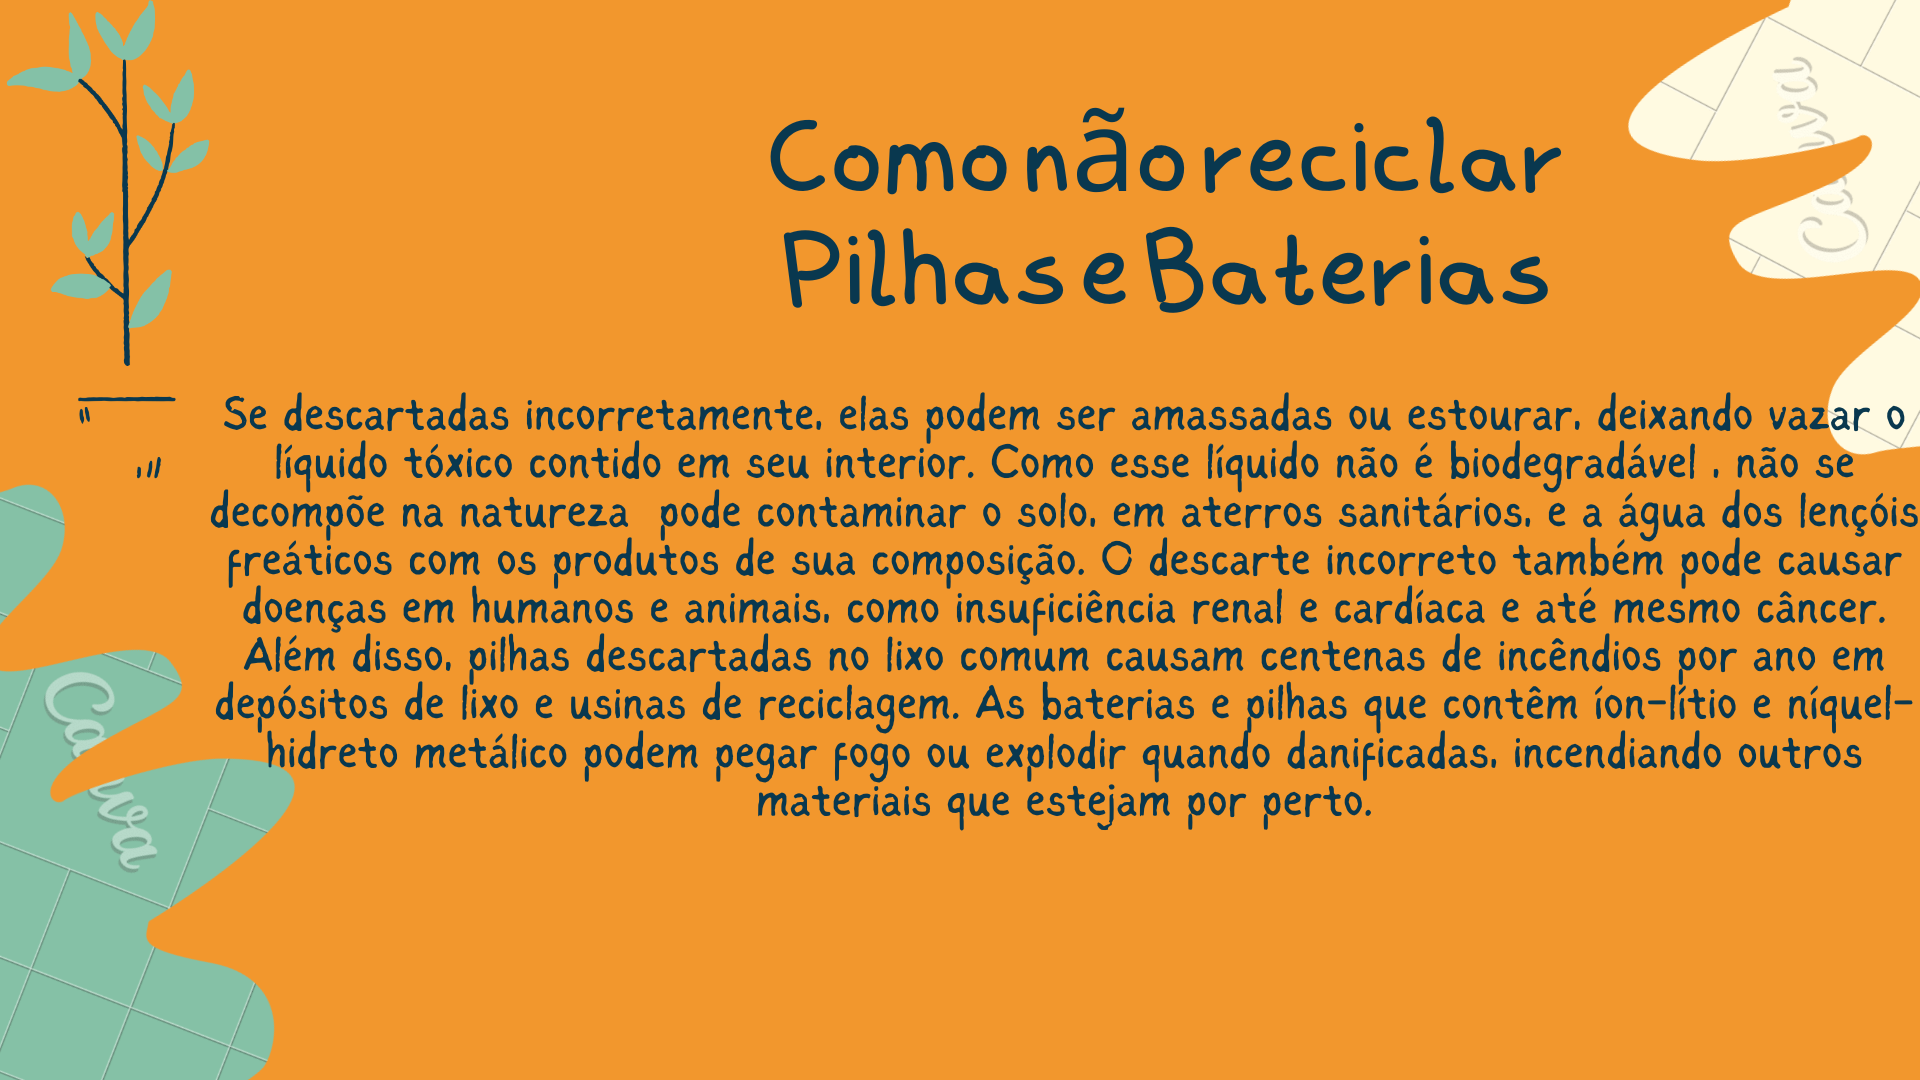 Como não reciclar
Pilhas e Baterias
Se descartadas incorretamente, elas podem ser amassadas ou estourar, deixando vazar o
líquido tóxico contido em seu interior. Como esse líquido não é biodegradável , não se
decompõe na natureza  pode contaminar o solo, em aterros sanitários, e a água dos lençóis
freáticos com os produtos de sua composição. O descarte incorreto também pode causar
doenças em humanos e animais, como insuficiência renal e cardíaca e até mesmo câncer.
Além disso, pilhas descartadas no lixo comum causam centenas de incêndios por ano em
depósitos de lixo e usinas de reciclagem. As baterias e pilhas que contêm íon-lítio e níquel-
hidreto metálico podem pegar fogo ou explodir quando danificadas, incendiando outros
materiais que estejam por perto.
Canva
Canva